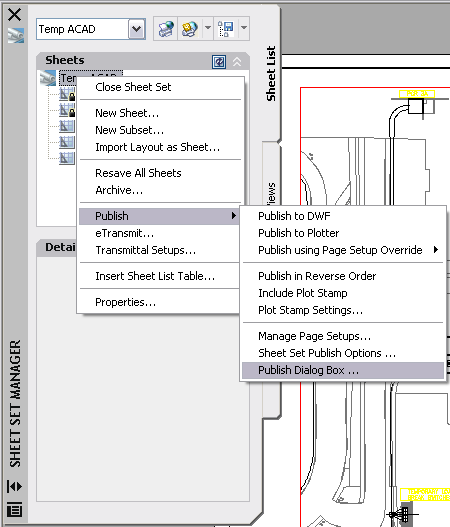 Temp ACAD
Sheets
Temp ACAD
Close Sheet Set
New Sheet...
New Subset...
Import Layout as Sheet...
Resave All Sheets
Archive...
Publish
eTransmit...
Transmittal Setups...
Insert Sheet List Table...
Properties...
Publish to DWF
Publish to Plotter
Publish using Page Setup Override
Publish in Reverse Order
Include Plot Stamp
Plot Stamp Settings...
Manage Page Setups...
Sheet Set Publish Options ...
Publish Dialog Box ...
Detai
Sheet List
iews
SHEET SET MANAGER